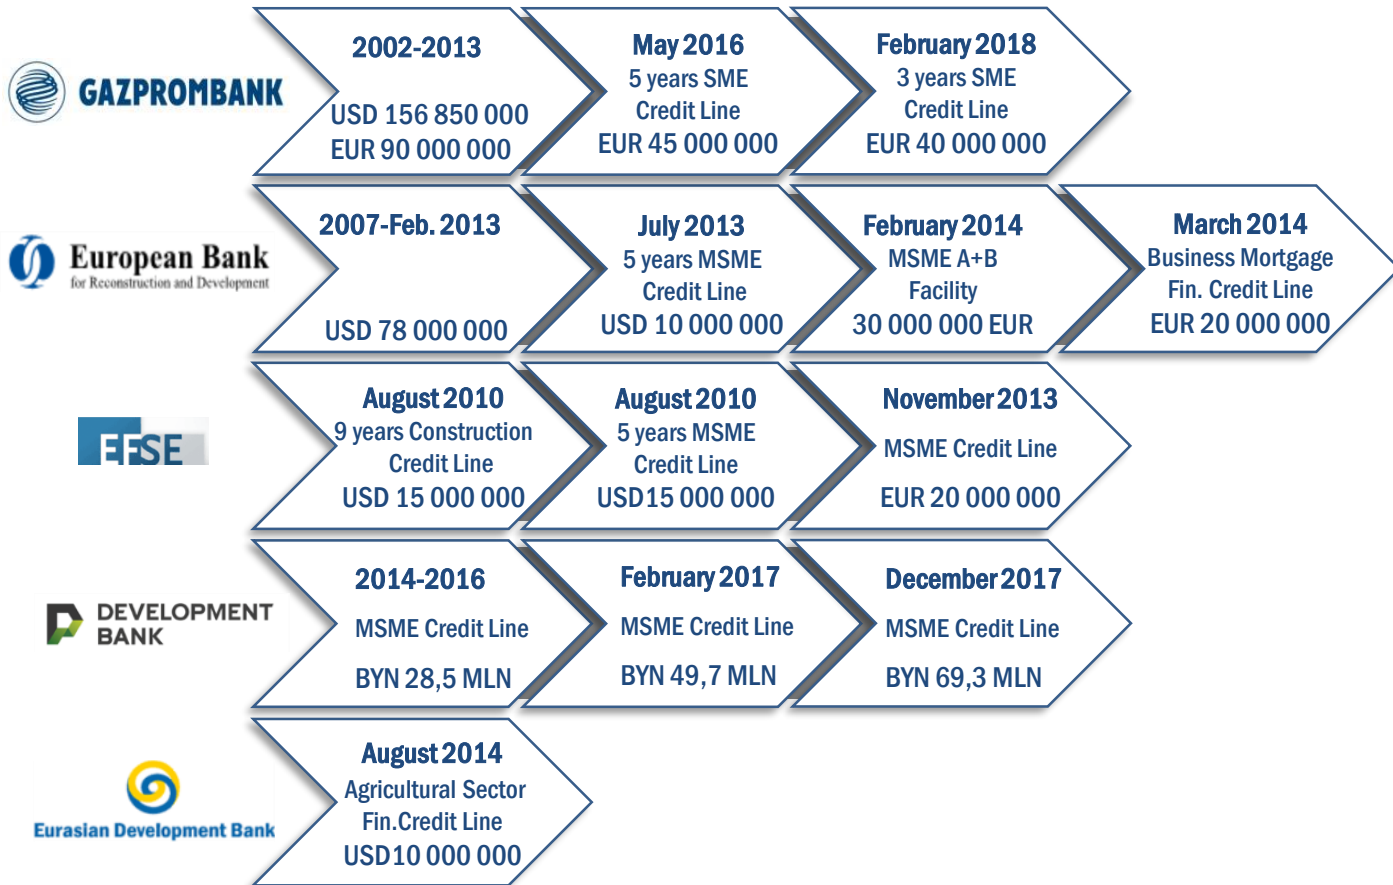 GAZPROMBANK
2002-2013
USD 156 850 000
EUR 90 000 000
May 2016
5 years SME
Credit Line
EUR 45 000 000
February 2018
3 years SME
Credit Line
EUR 40 000 000
European Bank
for Reconstruction and Development
2007-Feb. 2013
USD 78 000 000
July 2013
5 years MSME
Credit Line
USD 10 000 000
February 2014
MSME A+B
Facility
30 000 000 EUR
March 2014
Business Mortgage
Fin. Credit Line
EUR 20 000 000
EFSE
August 2010
9 years Construction
Credit Line
USD 15 000 000
August 2010
5 years MSME
Credit Line
USD15 000 000
November 2013
MSME Credit Line
EUR 20 000 000
DEVELOPMENT
BANK
2014-2016
MSME Credit Line
BYN 28,5 MLN
February 2017
MSME Credit Line
BYN 49,7 MLN
December 2017
MSME Credit Line
BYN 69,3 MLN
Eurasian Development Bank
August 2014
Agricultural Sector
Fin.Credit Line
USD10 000 000